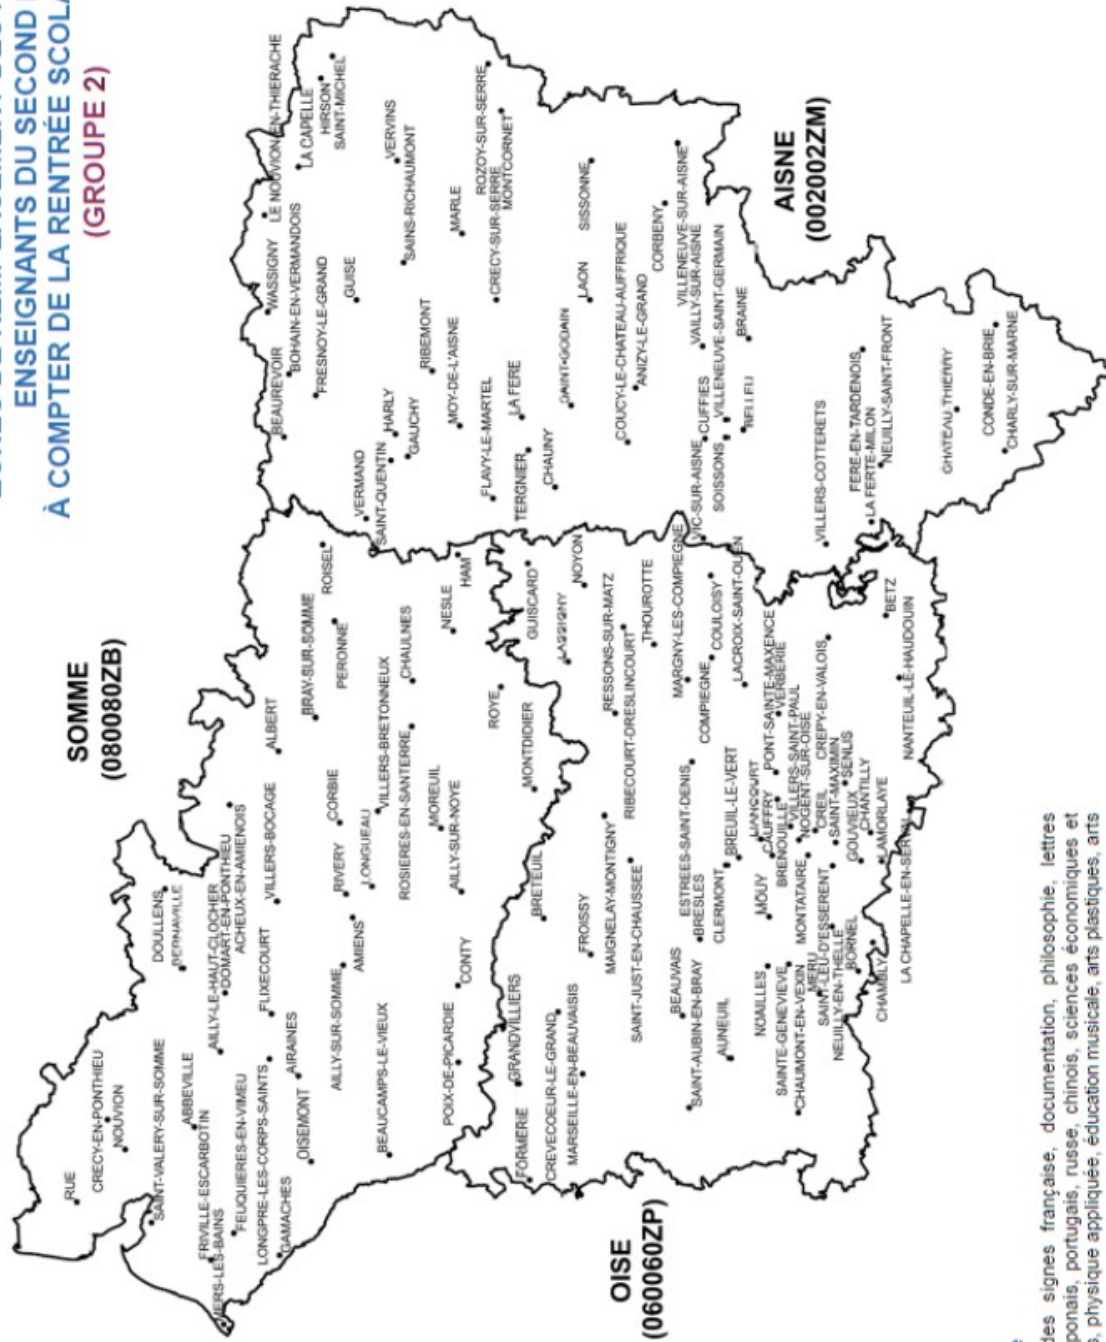 ENSEIGNANTS DU SECOND
À COMPTER DE LA RENTRÉE SCOLA
(GROUPE 2)
SOMME
(080080ZB)
RUE
CRECY-EN-PONTHIEU
NOUVION
SAINT-VALERY-SUR-SOMME
DOULLENS
BERNAVILLE
ABBEVILLE
FRIVILLE-ESCARBOTIN
MERS-LES-BAINS
AILLY-LE-HAUT-CLOCHER
DOMART-EN-PONTHIEU
ACHEUX-EN-AMIENOIS
FEUQUIERES-EN-VIMEU
LONGPRE-LES-CORPS-SAINTS
FLIXECOURT
VILLERS-BOCAGE
ALBERT
GAMACHES
AIRAINES
OISEMONT
BRAY-SUR-SOMME
ROISEL
PERONNE
AILLY-SUR-SOMME
RIVERY
CORBIE
AMIENS
LONGUEAU
VILLERS-BRETONNEUX
BEAUCAMPS-LE-VIEUX
ROSIERES-EN-SANTERRE
CHAULNES
MOREUIL
NESLE
POIX-DE-PICARDIE
CONTY
AILLY-SUR-NOYE
HAM
ROYE
MONTDIDIER
AISNE
(002002ZM)
LE NOUVION-EN-THIERACHE
WASSIGNY
BEAUREVOIR
BOHAIN-EN-VERMANDOIS
LA CAPELLE
HIRSON
SAINT-MICHEL
FRESNOY-LE-GRAND
GUISE
VERMAND
SAINT-QUENTIN
HARLY
GAUCHY
VERVINS
SAINS-RICHAUMONT
RIBEMONT
MOY-DE-L'AISNE
MARLE
ROZOY-SUR-SERRE
CRECY-SUR-SERRE
MONTCORNET
FLAVY-LE-MARTEL
LA FERE
TERGNIER
CHAUNY
SAINT-GOBAIN
LAON
SISSONNE
COUCY-LE-CHATEAU-AUFFRIQUE
ANIZY-LE-GRAND
CORBENY
VILLENEUVE-SUR-AISNE
VIC-SUR-AISNE
CUFFIES
VAILLY-SUR-AISNE
SOISSONS
VILLENEUVE-SAINT-GERMAIN
BELLEU
BRAINE
VILLERS-COTTERETS
FERE-EN-TARDENOIS
LA FERTE-MILON
NEUILLY-SAINT-FRONT
CHATEAU THIERRY
CONDE-EN-BRIE
CHARLY-SUR-MARNE
OISE
(060060ZP)
FORMERIE
GRANDVILLIERS
CREVECOEUR-LE-GRAND
MARSEILLE-EN-BEAUVAISIS
BRETEUIL
FROISSY
GUISCARD
LASSIGNY
NOYON
MAIGNELAY-MONTIGNY
RESSONS-SUR-MATZ
RIBECOURT-DRESLINCOURT
THOUROTTE
SAINT-JUST-EN-CHAUSSEE
BEAUVAIS
SAINT-AUBIN-EN-BRAY
ESTREES-SAINT-DENIS
BRESLES
MARGNY-LES-COMPIEGNE
COMPIEGNE
COULOISY
CLERMONT
BREUIL-LE-VERT
LACROIX-SAINT-OUEN
AUNEUIL
NOAILLES
MOUY
LIANCOURT
CAUFFRY
PONT-SAINTE-MAXENCE
VERBERIE
BRENOUILLE
SAINTE-GENEVIEVE
CHAUMONT-EN-VEXIN
MONTATAIRE
VILLERS-SAINT-PAUL
NOGENT-SUR-OISE
MERU
CREIL
CREPY-EN-VALOIS
SAINT-LEU-D'ESSERENT
SAINT-MAXIMIN
NEUILLY-EN-THELLE
BORNEL
GOUVIEUX
SENLIS
CHANTILLY
CHAMBLY
LAMORLAYE
BETZ
LA CHAPELLE-EN-SERVAL
NANTEUIL-LE-HAUDOUIN
des signes française, documentation, philosophie, lettres
ponais, portugais, russe, chinois, sciences économiques et
physique appliquée, éducation musicale, arts plastiques, arts